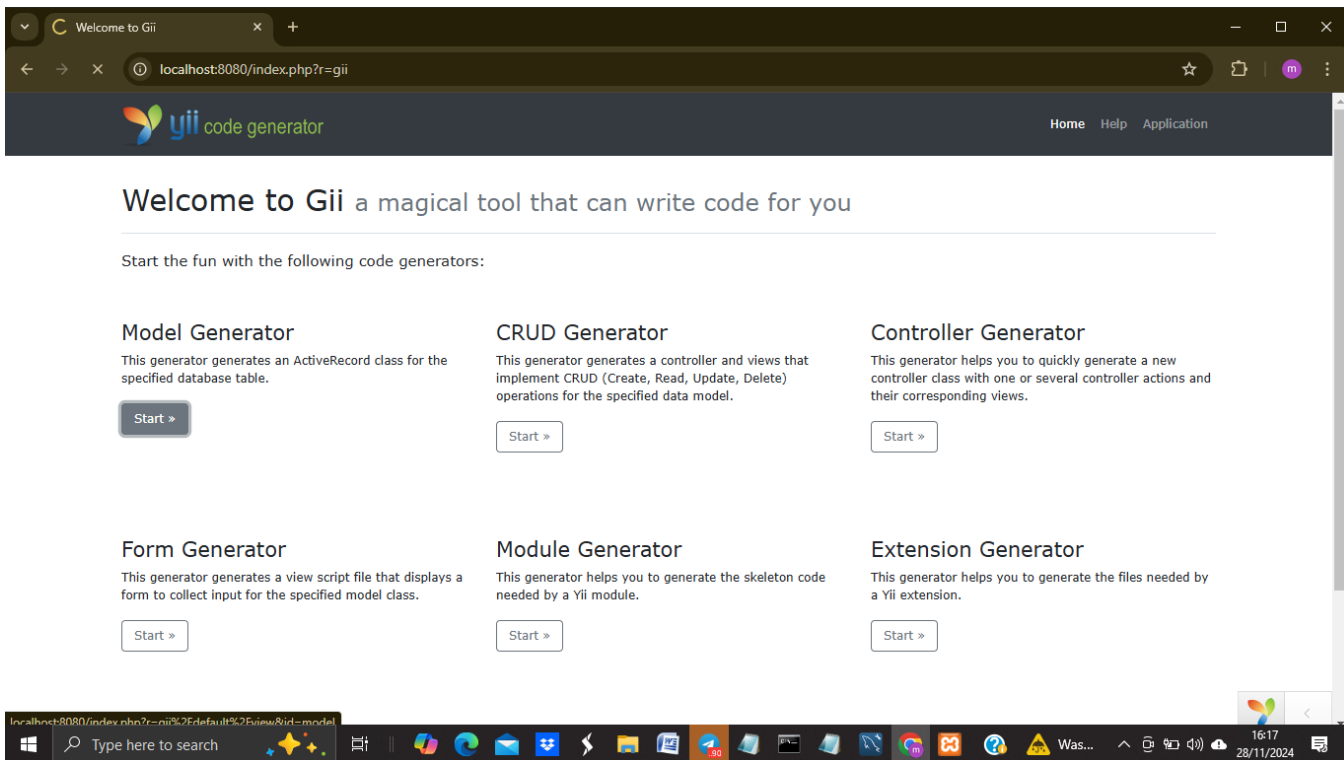 Welcome to Gii
localhost:8080/index.php?r=gii
m
yii code generator
Home Help Application
Welcome to Gii a magical tool that can write code for you
Start the fun with the following code generators:
Model Generator
This generator generates an ActiveRecord class for the
specified database table.
Start »
CRUD Generator
This generator generates a controller and views that
implement CRUD (Create, Read, Update, Delete)
operations for the specified data model.
Start »
Controller Generator
This generator helps you to quickly generate a new
controller class with one or several controller actions and
their corresponding views.
Start »
Form Generator
This generator generates a view script file that displays a
form to collect input for the specified model class.
Start »
Module Generator
This generator helps you to generate the skeleton code
needed by a Yii module.
Start »
Extension Generator
This generator helps you to generate the files needed by
a Yii extension.
Start »
localhost:8080/index.php?r=gii%2Fdefault%2Fview&id=model
Type here to search
Was...
16:17
28/11/2024